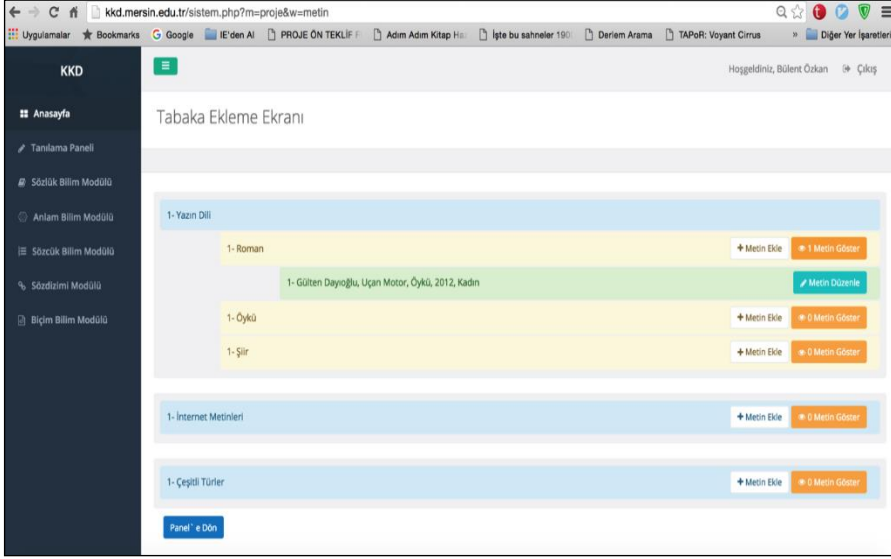 kkd.mersin.edu.tr/sistem.php?m=proje&w=metin
Uygulamalar Bookmarks Google IE'den Al PROJE ÖN TEKLİF Adım Adım Kitap İşte bu sahneler Derlem Arama TAPoR: Voyant Cirrus » Diğer Yer İşaretleri
KKD
Hoşgeldiniz, Bülent Özkan Çıkış
Anasayfa
Tabaka Ekleme Ekranı
Tanılama Paneli
Sözlük Bilim Modülü
Anlam Bilim Modülü
Sözcük Bilim Modülü
Sözdizimi Modülü
Biçim Bilim Modülü
1- Yazın Dili
1- Roman + Metin Ekle 1 Metin Göster
1- Gülten Dayıoğlu, Uçan Motor, Öykü, 2012, Kadın Metin Düzenle
1- Öykü + Metin Ekle 0 Metin Göster
1- Şiir + Metin Ekle 0 Metin Göster
1- İnternet Metinleri + Metin Ekle 0 Metin Göster
1- Çeşitli Türler + Metin Ekle 0 Metin Göster
Panel` e Dön